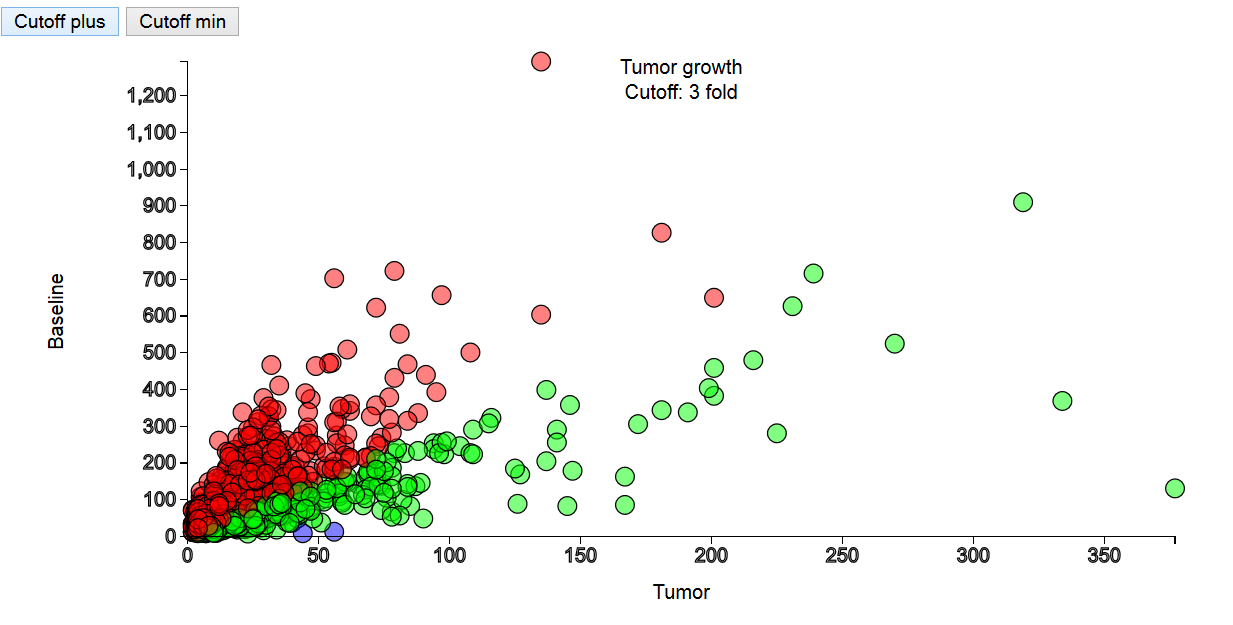 Cutoff plus Cutoff min
Tumor growth
Cutoff: 3 fold
1,200
1,100
1,000
900
800
700
600
500
400
300
200
100
0
Baseline
0 50 100 150 200 250 300 350
Tumor